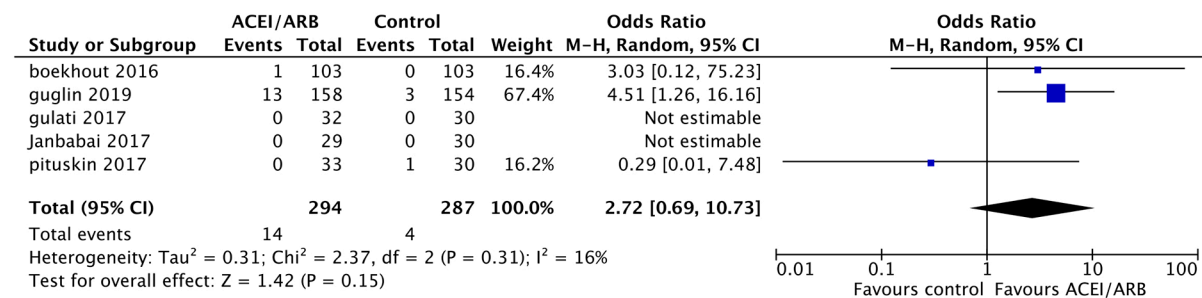 ACEI/ARB Control Odds Ratio Odds Ratio
Study or Subgroup Events Total Events Total Weight M-H, Random, 95% CI M-H, Random, 95% CI
boekhout 2016 1 103 0 103 16.4% 3.03 [0.12, 75.23]
guglin 2019 13 158 3 154 67.4% 4.51 [1.26, 16.16]
gulati 2017 0 32 0 30 Not estimable
Janbabai 2017 0 29 0 30 Not estimable
pituskin 2017 0 33 1 30 16.2% 0.29 [0.01, 7.48]
Total (95% CI) 294 287 100.0% 2.72 [0.69, 10.73]
Total events 14 4
Heterogeneity: Tau² = 0.31; Chi² = 2.37, df = 2 (P = 0.31); I² = 16%
Test for overall effect: Z = 1.42 (P = 0.15)
0.01 0.1 1 10 100
Favours control Favours ACEI/ARB